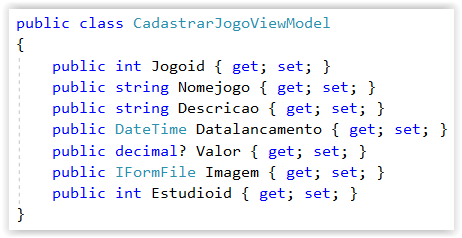 public class CadastrarJogoViewModel
{
public int Jogoid { get; set; }
public string Nomejogo { get; set; }
public string Descricao { get; set; }
public DateTime Datalancamento { get; set; }
public decimal? Valor { get; set; }
public IFormFile Imagem { get; set; }
public int Estudioid { get; set; }
}